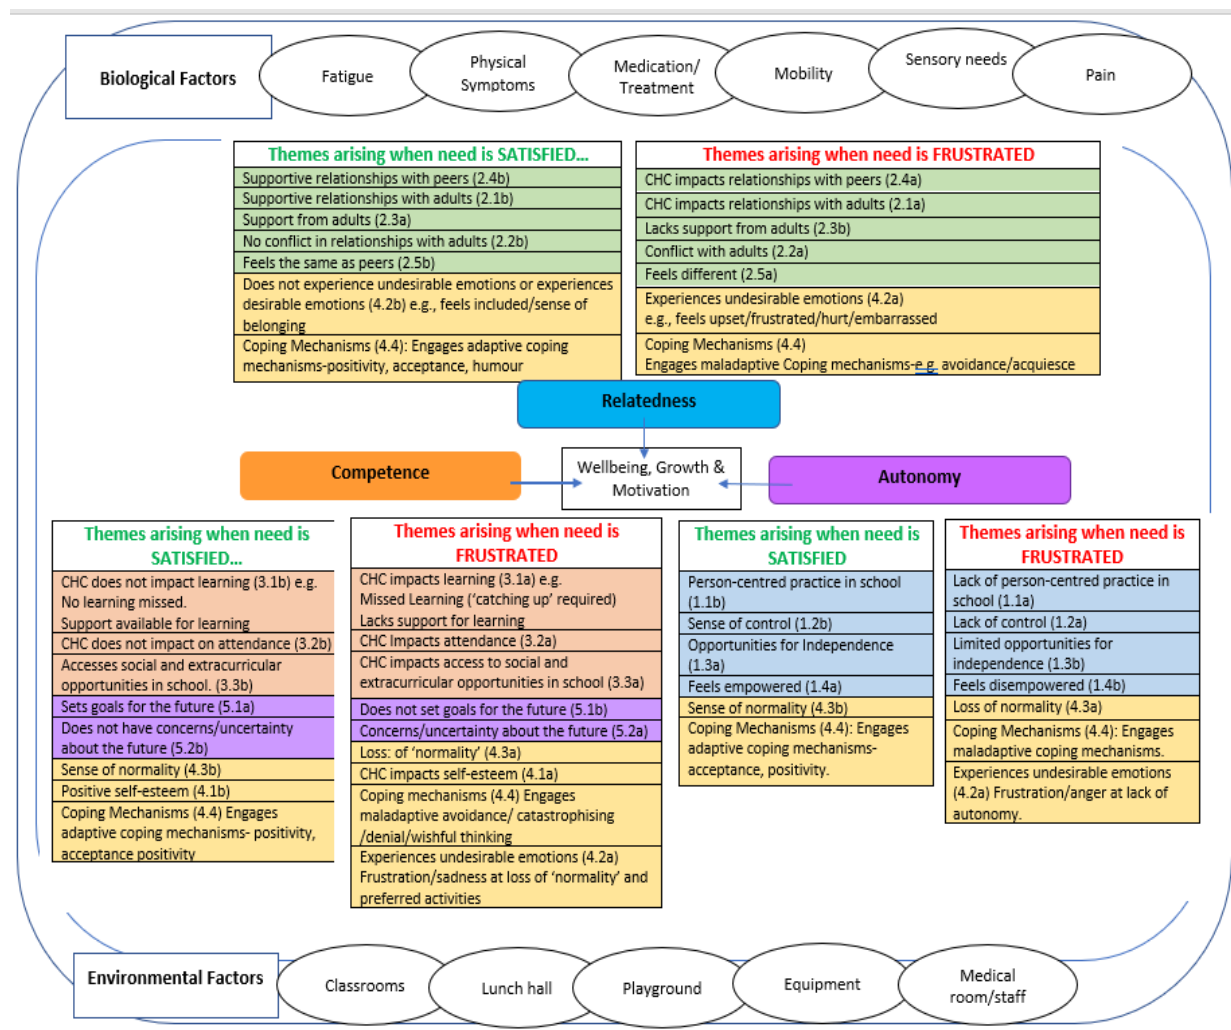 Biological Factors
Fatigue
Physical
Symptoms
Medication/
Treatment
Mobility
Sensory needs
Pain
Themes arising when need is SATISFIED...
Supportive relationships with peers (2.4b)
Supportive relationships with adults (2.1b)
Support from adults (2.3a)
No conflict in relationships with adults (2.2b)
Feels the same as peers (2.5b)
Does not experience undesirable emotions or experiences
desirable emotions (4.2b) e.g., feels included/sense of
belonging
Coping Mechanisms (4.4): Engages adaptive coping
mechanisms-positivity, acceptance, humour
Themes arising when need is FRUSTRATED
CHC impacts relationships with peers (2.4a)
CHC impacts relationships with adults (2.1a)
Lacks support from adults (2.3b)
Conflict with adults (2.2a)
Feels different (2.5a)
Experiences undesirable emotions (4.2a)
e.g., feels upset/frustrated/hurt/embarrassed
Coping Mechanisms (4.4)
Engages maladaptive Coping mechanisms-e.g. avoidance/acquiesce
Relatedness
Competence
Wellbeing, Growth &
Motivation
Autonomy
Themes arising when need is
SATISFIED...
CHC does not impact learning (3.1b) e.g.
No learning missed.
Support available for learning
CHC does not impact on attendance (3.2b)
Accesses social and extracurricular
opportunities in school. (3.3b)
Sets goals for the future (5.1a)
Does not have concerns/uncertainty
about the future (5.2b)
Sense of normality (4.3b)
Positive self-esteem (4.1b)
Coping Mechanisms (4.4) Engages
adaptive coping mechanisms- positivity,
acceptance positivity
Themes arising when need is
FRUSTRATED
CHC impacts learning (3.1a) e.g.
Missed Learning ('catching up' required)
Lacks support for learning
CHC Impacts attendance (3.2a)
CHC impacts access to social and
extracurricular opportunities in school (3.3a)
Does not set goals for the future (5.1b)
Concerns/uncertainty about the future (5.2a)
Loss: of 'normality' (4.3a)
CHC impacts self-esteem (4.1a)
Coping mechanisms (4.4) Engages
maladaptive avoidance/ catastrophising
/denial/wishful thinking
Experiences undesirable emotions (4.2a)
Frustration/sadness at loss of 'normality' and
preferred activities
Themes arising when need is
SATISFIED
Person-centred practice in school
(1.1b)
Sense of control (1.2b)
Opportunities for Independence
(1.3a)
Feels empowered (1.4a)
Sense of normality (4.3b)
Coping Mechanisms (4.4): Engages
adaptive coping mechanisms-
acceptance, positivity.
Themes arising when need is
FRUSTRATED
Lack of person-centred practice in
school (1.1a)
Lack of control (1.2a)
Limited opportunities for
independence (1.3b)
Feels disempowered (1.4b)
Loss of normality (4.3a)
Coping Mechanisms (4.4): Engages
maladaptive coping mechanisms.
Experiences undesirable emotions
(4.2a) Frustration/anger at lack of
autonomy.
Environmental Factors
Classrooms
Lunch hall
Playground
Equipment
Medical
room/staff